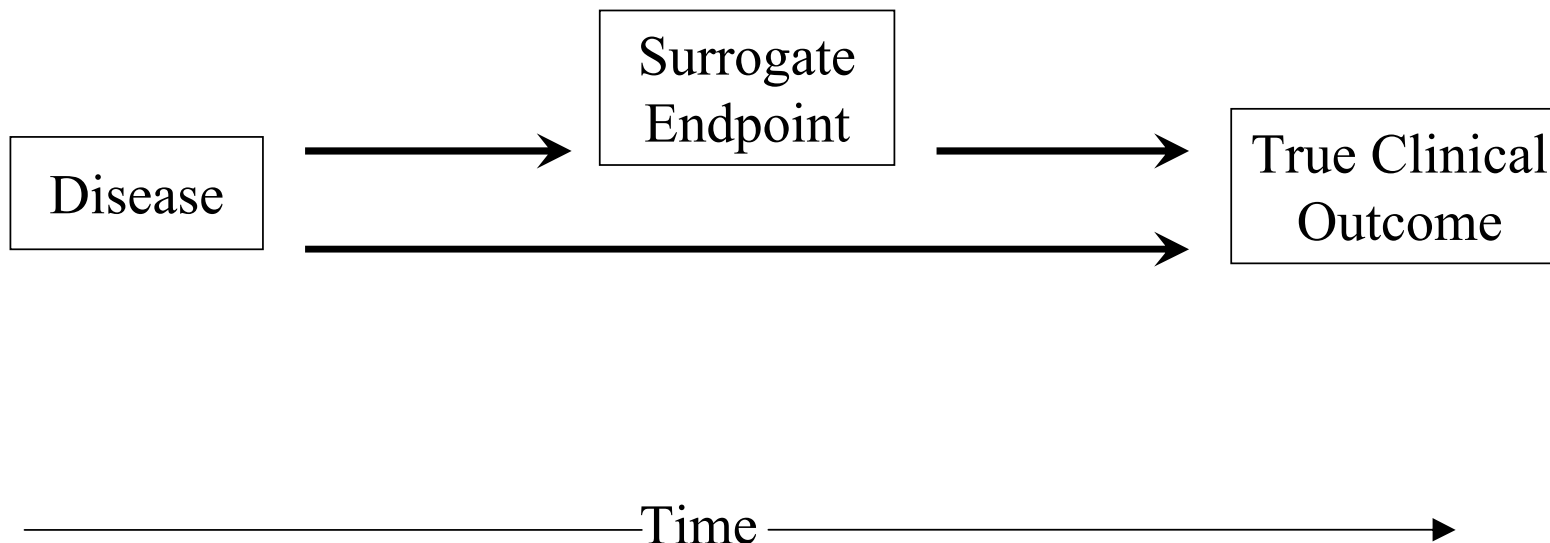 Disease
Surrogate
Endpoint
True Clinical
Outcome
Time